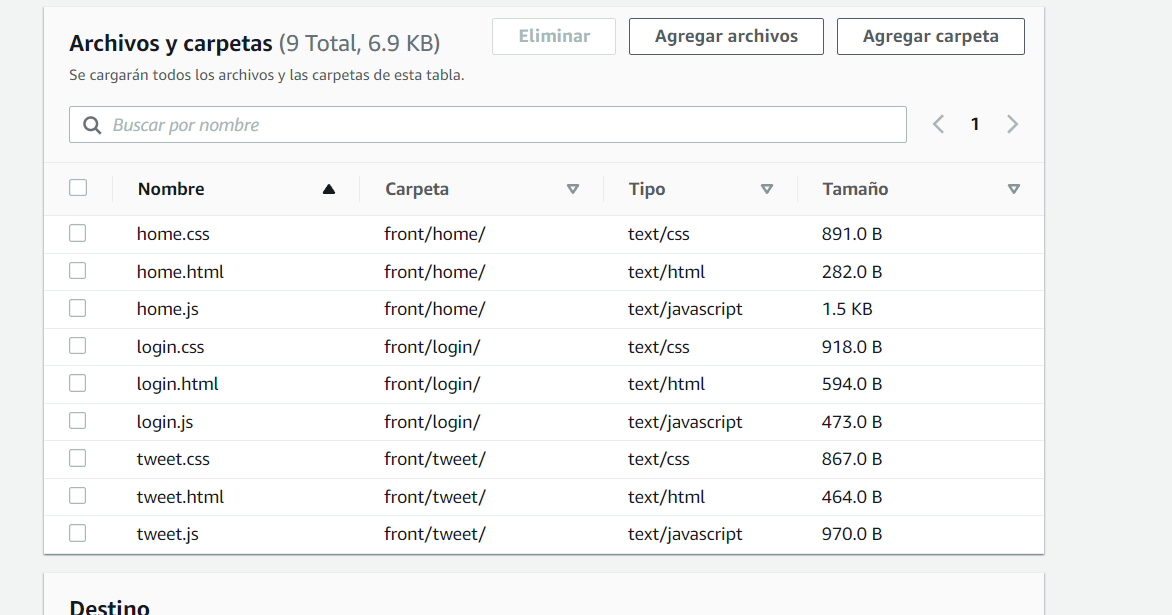 Archivos y carpetas (9 Total, 6.9 KB)
Eliminar
Agregar archivos
Agregar carpeta
Se cargarán todos los archivos y las carpetas de esta tabla.
Buscar por nombre
1
Nombre Carpeta Tipo Tamaño
home.css front/home/ text/css 891.0 B
home.html front/home/ text/html 282.0 B
home.js front/home/ text/javascript 1.5 KB
login.css front/login/ text/css 918.0 B
login.html front/login/ text/html 594.0 B
login.js front/login/ text/javascript 473.0 B
tweet.css front/tweet/ text/css 867.0 B
tweet.html front/tweet/ text/html 464.0 B
tweet.js front/tweet/ text/javascript 970.0 B
Destino